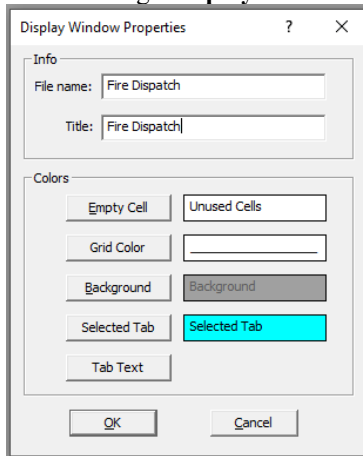 Display Window Properties ? ×
Info
File name: Fire Dispatch
Title: Fire Dispatch
Colors
Empty Cell Unused Cells
Grid Color
Background Background
Selected Tab Selected Tab
Tab Text
OK Cancel